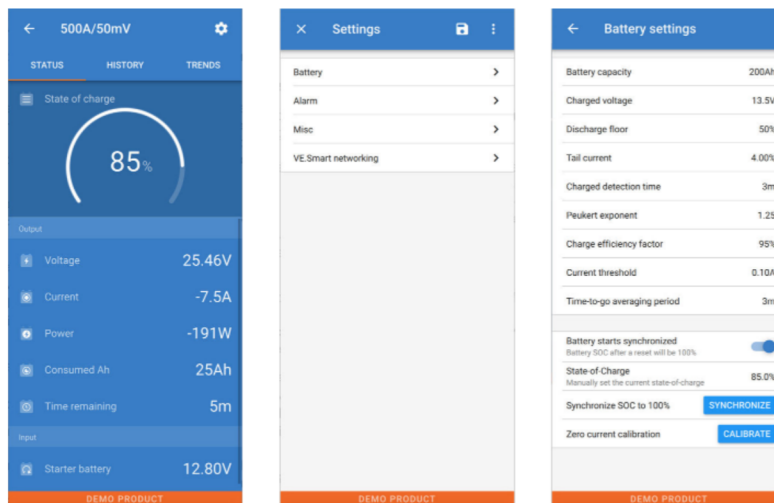 500A/50mV
STATUS HISTORY TRENDS
State of charge
85%
Output
Voltage 25.46V
Current -7.5A
Power -191W
Consumed Ah 25Ah
Time remaining 5m
Input
Starter battery 12.80V
DEMO PRODUCT
Settings
Battery
Alarm
Misc
VE.Smart networking
DEMO PRODUCT
Battery settings
Battery capacity 200Ah
Charged voltage 13.5V
Discharge floor 50%
Tail current 4.00%
Charged detection time 3m
Peukert exponent 1.25
Charge efficiency factor 95%
Current threshold 0.10A
Time-to-go averaging period 3m
Battery starts synchronized
Battery SOC after a reset will be 100%
State-of-Charge 85.0%
Manually set the current state-of-charge
Synchronize SOC to 100% SYNCHRONIZE
Zero current calibration CALIBRATE
DEMO PRODUCT